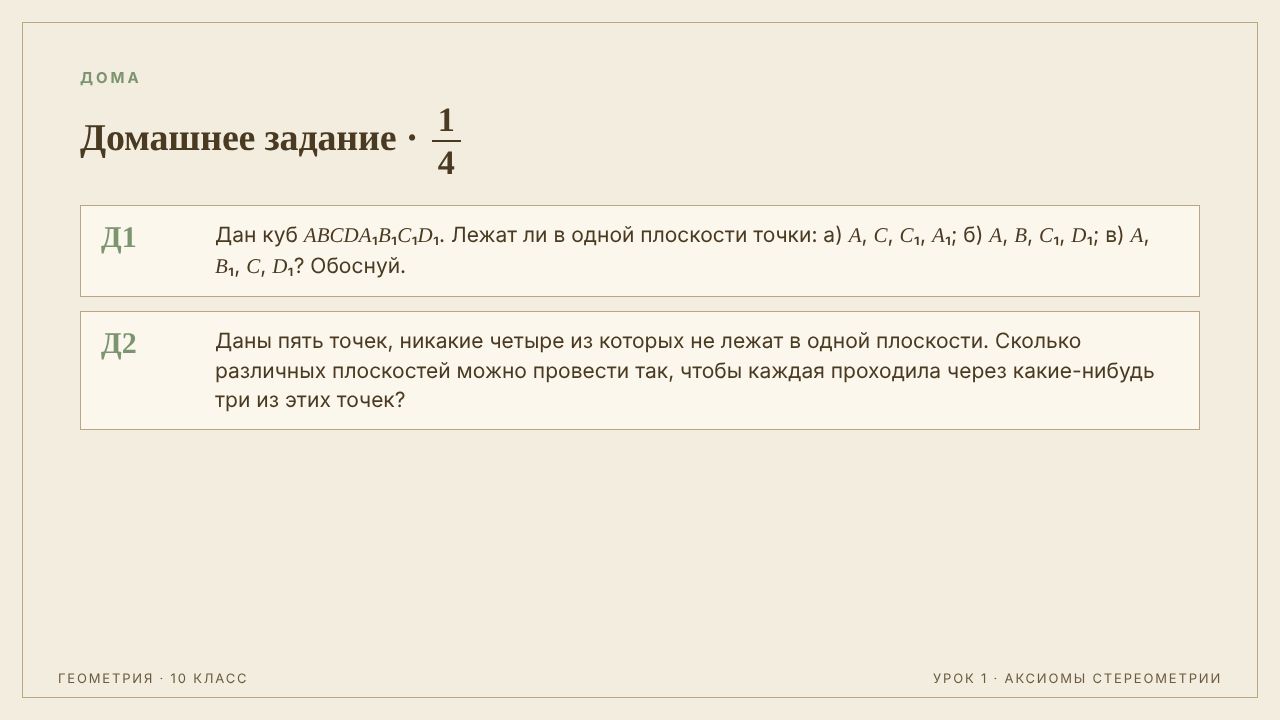 ДОМА
Домашнее задание · 1/4
Д1
Дан куб ABCDA₁B₁C₁D₁. Лежат ли в одной плоскости точки: а) A, C, C₁, A₁; б) A, B, C₁, D₁; в) A,
B₁, C, D₁? Обоснуй.
Д2
Даны пять точек, никакие четыре из которых не лежат в одной плоскости. Сколько
различных плоскостей можно провести так, чтобы каждая проходила через какие-нибудь
три из этих точек?
ГЕОМЕТРИЯ · 10 КЛАСС
УРОК 1 · АКСИОМЫ СТЕРЕОМЕТРИИ